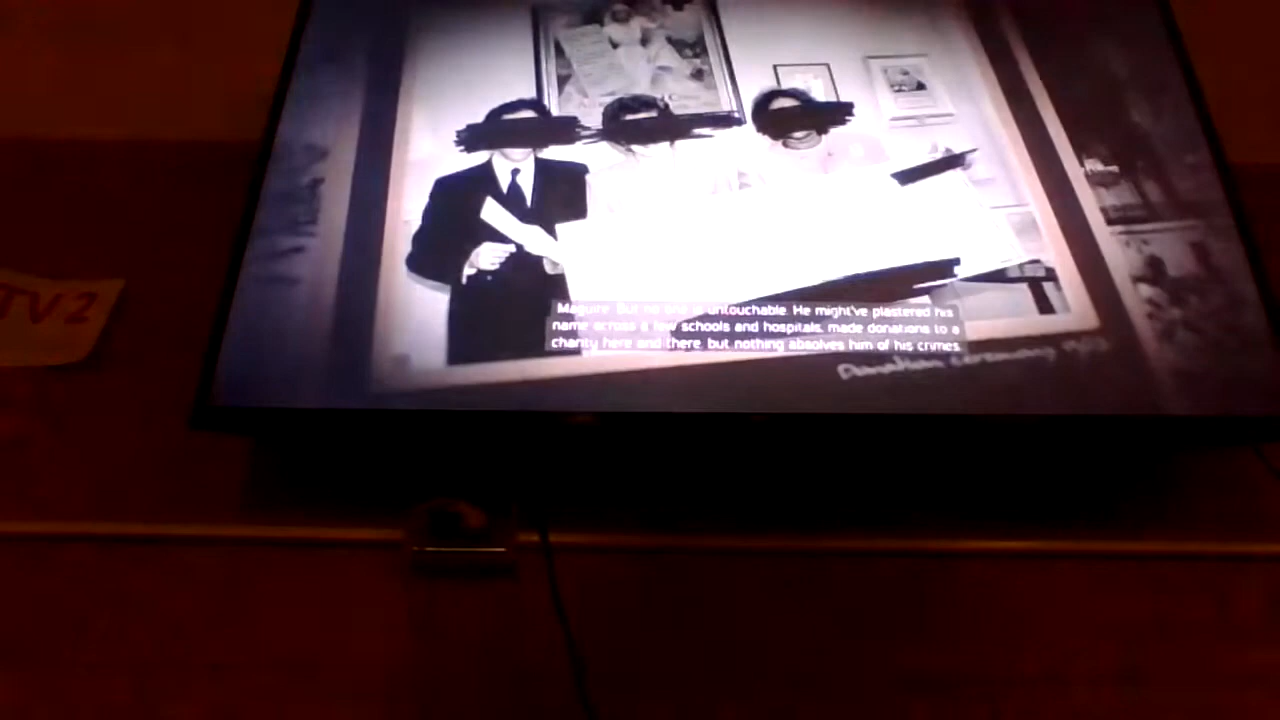 TV2
Maguire. But no one is untouchable. He might've plastered his
name across a few schools and hospitals, made donations to a
charity here and there, but nothing absolves him of his crimes
Donation Ceremony